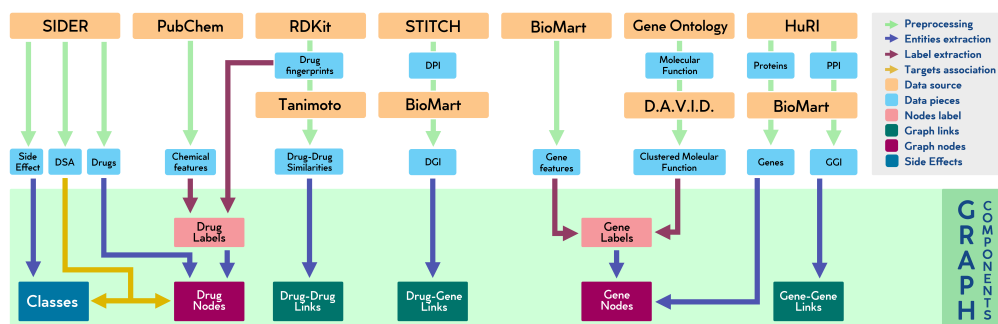 SIDER
PubChem
RDKit
STITCH
BioMart
Gene Ontology
HuRI
Drug
fingerprints
DPI
Molecular
Function
Proteins
PPI
Tanimoto
BioMart
D.A.V.I.D.
BioMart
Side
Effect
DSA
Drugs
Chemical
features
Drug-Drug
Similarities
DGI
Gene
features
Clustered Molecular
Function
Genes
GGI
Drug
Labels
Gene
Labels
Classes
Drug
Nodes
Drug-Drug
Links
Drug-Gene
Links
Gene
Nodes
Gene-Gene
Links
Preprocessing
Entities extraction
Label extraction
Targets association
Data source
Data pieces
Nodes label
Graph links
Graph nodes
Side Effects
GRAPH
COMPONENTS